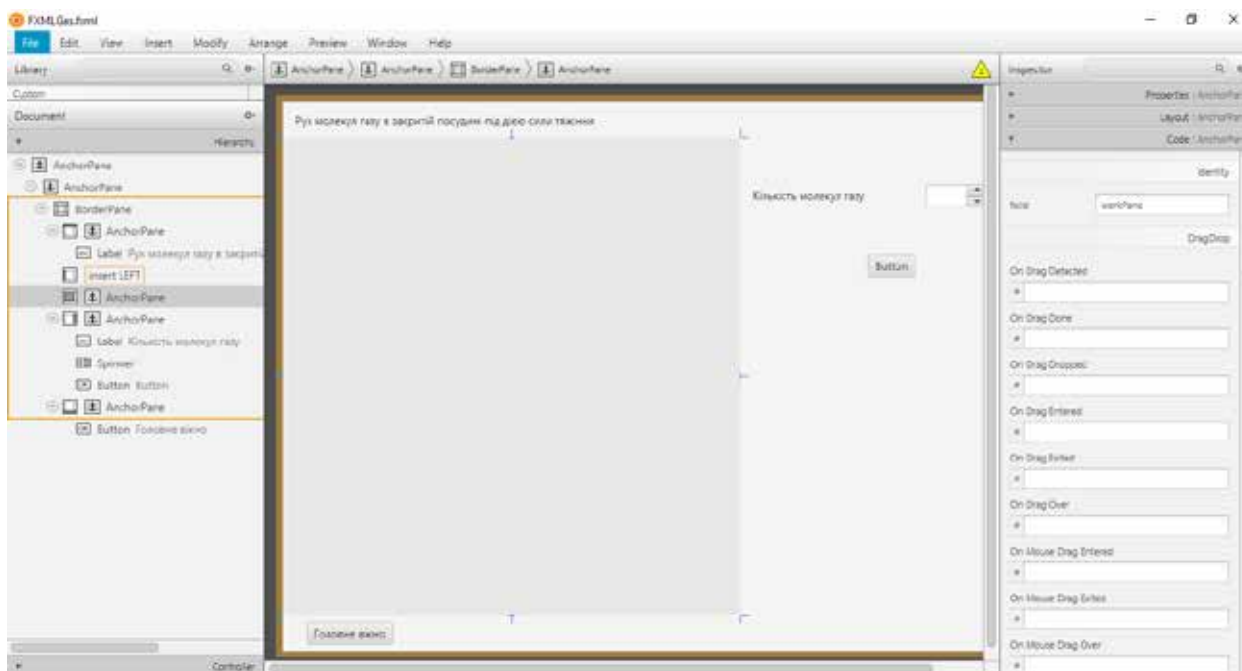 FXMLGas.fxml
File Edit View Insert Modify Arrange Preview Window Help
Library
AnchorPane AnchorPane BorderPane AnchorPane
Inspector
Custom
Properties : AnchorPan
Document
Layout : AnchorPan
Hierarchy
Code : AnchorPan
AnchorPane
AnchorPane
BorderPane
AnchorPane
Label Рух молекул газу в закритій
insert LEFT
AnchorPane
AnchorPane
Label Кількість молекул газу
Spinner
Button Button
AnchorPane
Button Головне вікно
Controller
Рух молекул газу в закритій посудині під дією сили тяжіння
Кількість молекул газу
Button
Головне вікно
Identity
fx:id
workPane
DragDrop
On Drag Detected
#
On Drag Done
#
On Drag Dropped
#
On Drag Entered
#
On Drag Exited
#
On Drag Over
#
On Mouse Drag Entered
#
On Mouse Drag Exited
#
On Mouse Drag Over
#